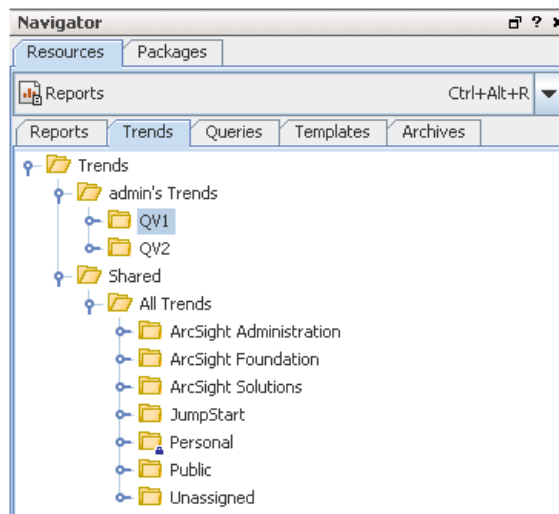 Navigator ?
Resources Packages
Reports Ctrl+Alt+R
Reports Trends Queries Templates Archives
Trends
admin's Trends
QV1
QV2
Shared
All Trends
ArcSight Administration
ArcSight Foundation
ArcSight Solutions
JumpStart
Personal
Public
Unassigned